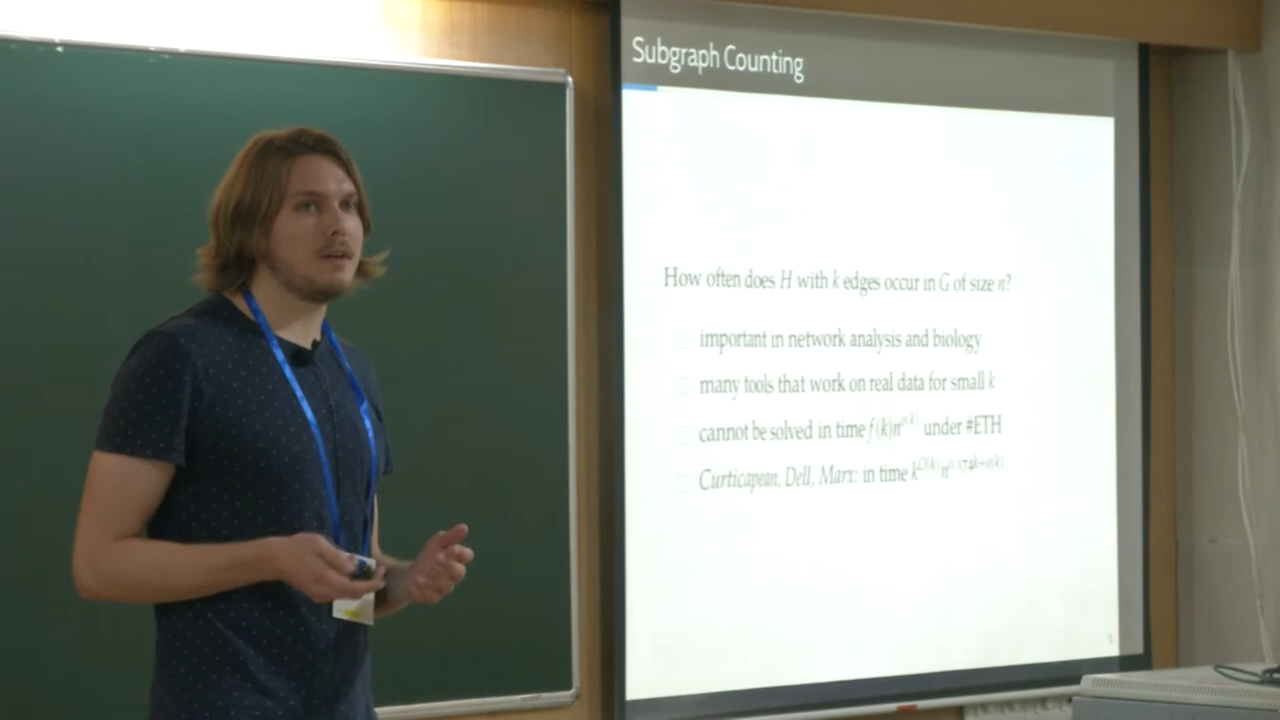 Subgraph Counting
How often does H with k edges occur in G of size n?
important in network analysis and biology
many tools that work on real data for small k
cannot be solved in time f(k)n^{o(k)} under #ETH
Curticapean, Dell, Marx: in time k^{O(k)} n^{0.174k+o(k)}